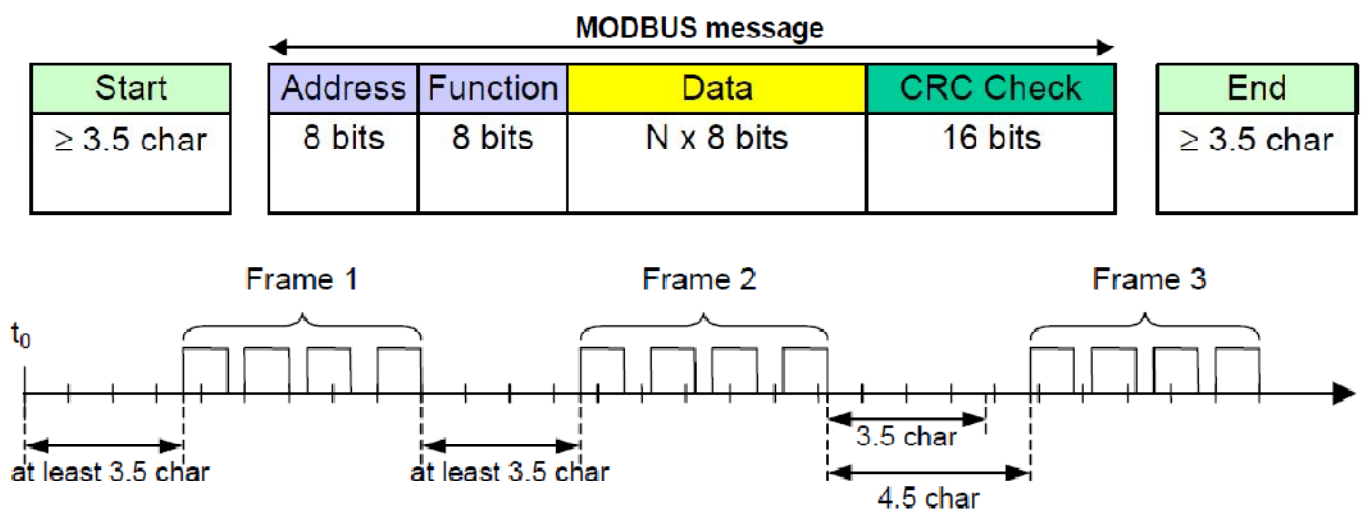 MODBUS message
Start Address Function Data CRC Check End
≥ 3.5 char 8 bits 8 bits N x 8 bits 16 bits ≥ 3.5 char
Frame 1 Frame 2 Frame 3
t0
3.5 char
at least 3.5 char at least 3.5 char
4.5 char